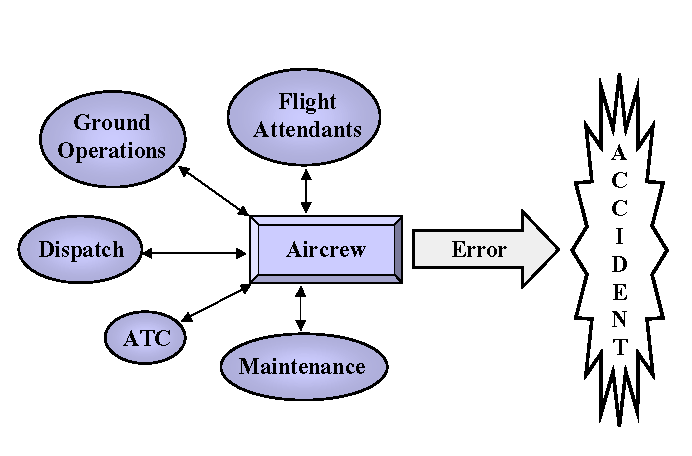 Flight
Attendants
Ground
Operations
Dispatch
Aircrew
Error
ATC
Maintenance
A
C
C
I
D
E
N
T